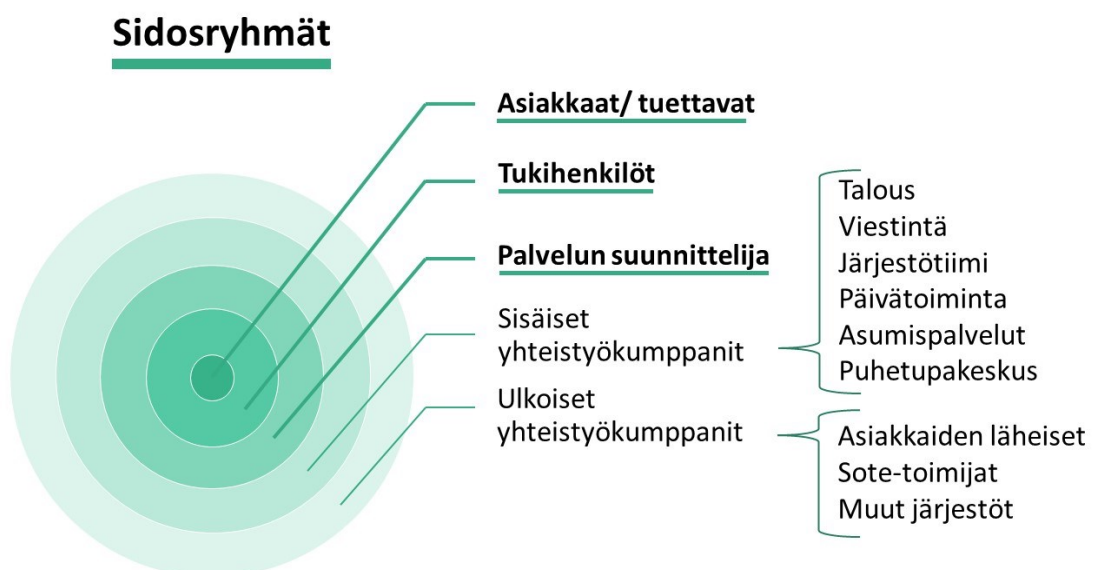 Sidosryhmät
Asiakkaat/ tuettavat
Tukihenkilöt
Palvelun suunnittelija
Sisäiset
yhteistyökumppanit
Ulkoiset
yhteistyökumppanit
Talous
Viestintä
Järjestötiimi
Päivätoiminta
Asumispalvelut
Puhetupakeskus
Asiakkaiden läheiset
Sote-toimijat
Muut järjestöt